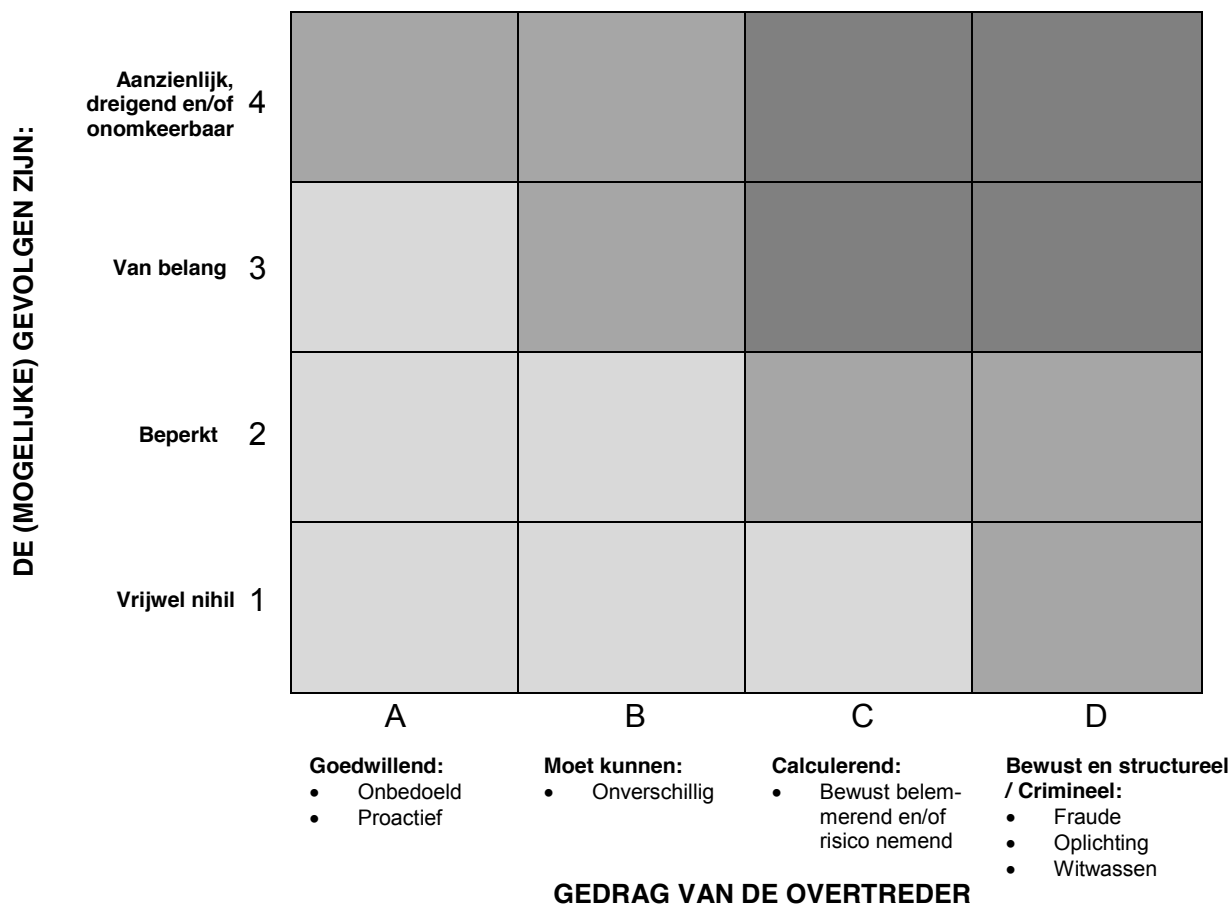 DE (MOGELIJKE) GEVOLGEN ZIJN:
Aanzienlijk,
dreigend en/of
onomkeerbaar
4
Van belang 3
Beperkt 2
Vrijwel nihil 1
A
B
C
D
Goedwillend:
• Onbedoeld
• Proactief
Moet kunnen:
• Onverschillig
Calculerend:
• Bewust belem-
merend en/of
risico nemend
Bewust en structureel
/ Crimineel:
• Fraude
• Oplichting
• Witwassen
GEDRAG VAN DE OVERTREDER